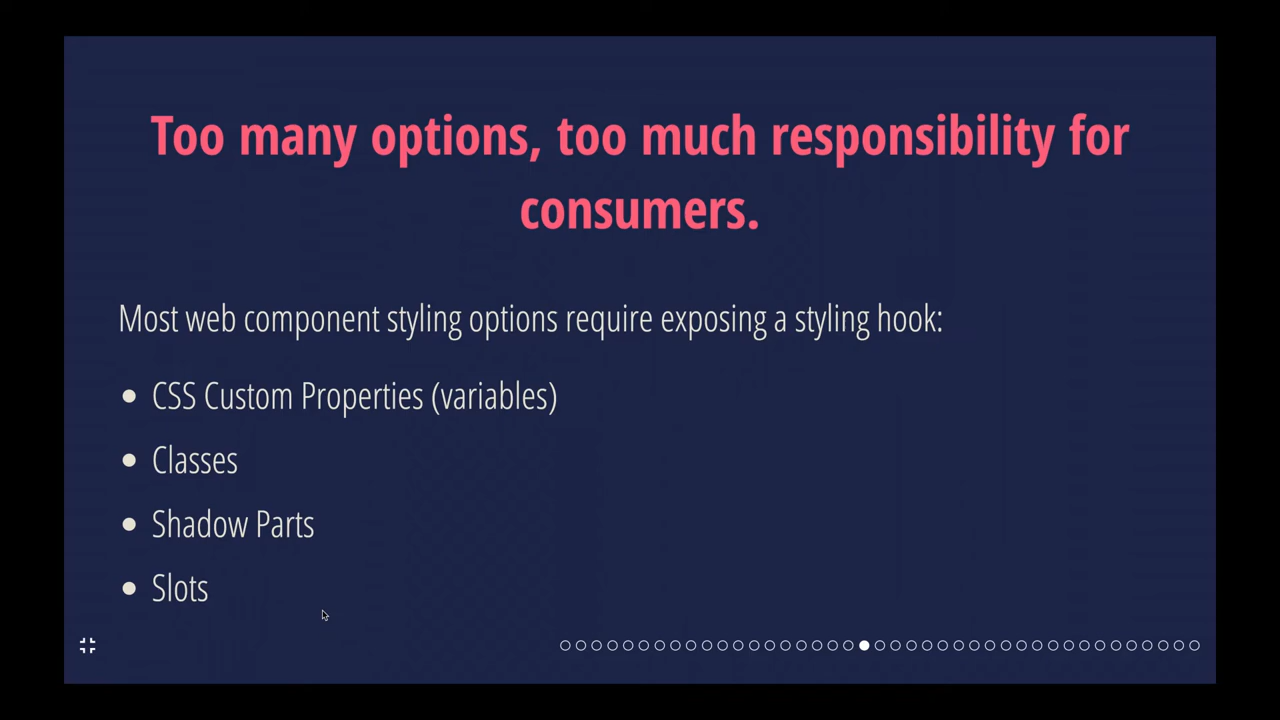 Too many options, too much responsibility for
consumers.
Most web component styling options require exposing a styling hook:
• CSS Custom Properties (variables)
• Classes
• Shadow Parts
• Slots